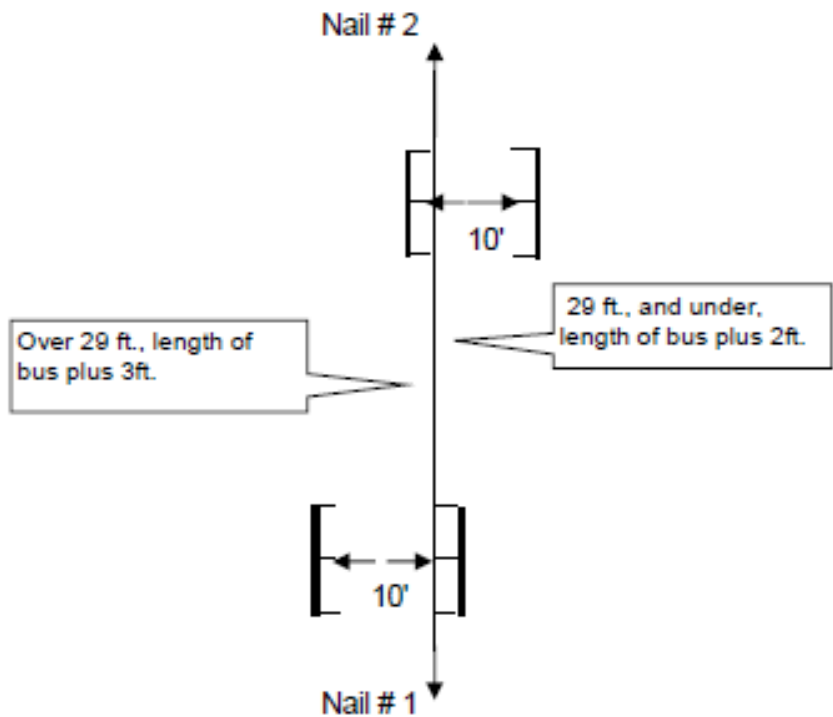 Nail # 2
10'
29 ft., and under,
length of bus plus 2ft.
Over 29 ft., length of
bus plus 3ft.
10'
Nail # 1